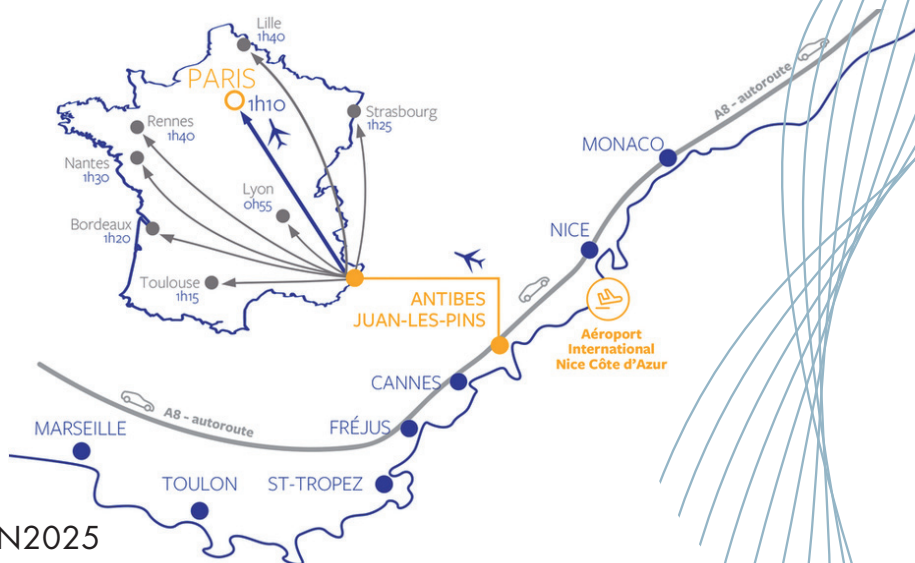 Lille
1h40
PARIS
1h10
Strasbourg
1h25
Rennes
1h40
Nantes
1h30
Lyon
0h55
Bordeaux
1h20
Toulouse
1h15
A8 - autoroute
MONACO
NICE
ANTIBES
JUAN-LES-PINS
Aéroport
International
Nice Côte d'Azur
CANNES
A8 - autoroute
FRÉJUS
MARSEILLE
TOULON
ST-TROPEZ
N2025